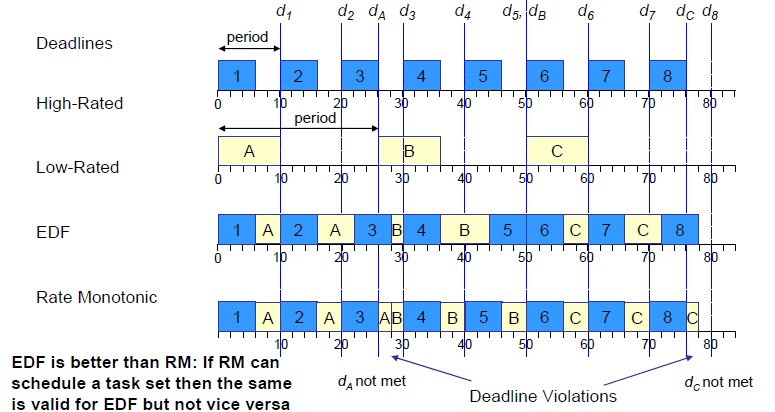 d1 d2 dA d3 d4 d5, dB d6 d7 dC d8
Deadlines
period
1 2 3 4 5 6 7 8
High-Rated
0 10 20 30 40 50 60 70 80
period
A B C
Low-Rated
0 10 20 30 40 50 60 70 80
EDF
1 A 2 A 3 B 4 B 5 6 C 7 C 8
0 10 20 30 40 50 60 70 80
Rate Monotonic
1 A 2 A 3 A B 4 B 5 B 6 C 7 C 8 C
0 10 20 30 40 50 60 70 80
EDF is better than RM: If RM can
schedule a task set then the same
is valid for EDF but not vice versa
dA not met
Deadline Violations
dC not met